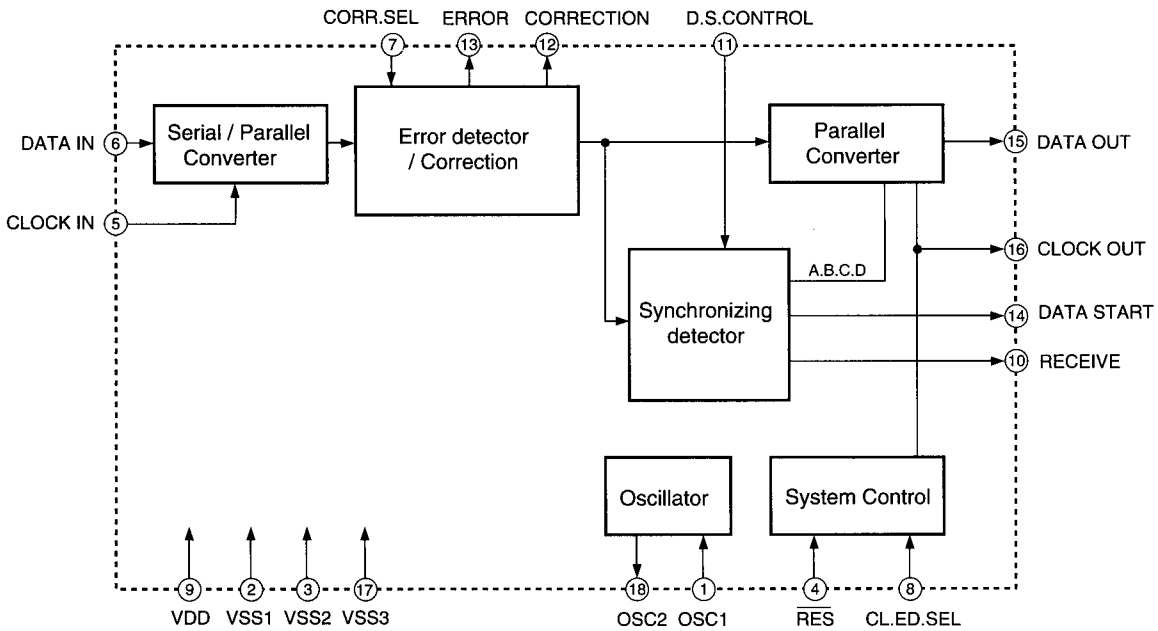 CORR.SEL ERROR CORRECTION D.S.CONTROL
7 13 12 11
DATA IN 6
Serial / Parallel
Converter
Error detector
/ Correction
Parallel
Converter
15 DATA OUT
CLOCK IN 5
16 CLOCK OUT
A.B.C.D
Synchronizing
detector
14 DATA START
10 RECEIVE
Oscillator
System Control
9 2 3 17 18 1 4 8
VDD VSS1 VSS2 VSS3 OSC2 OSC1 RES CL.ED.SEL